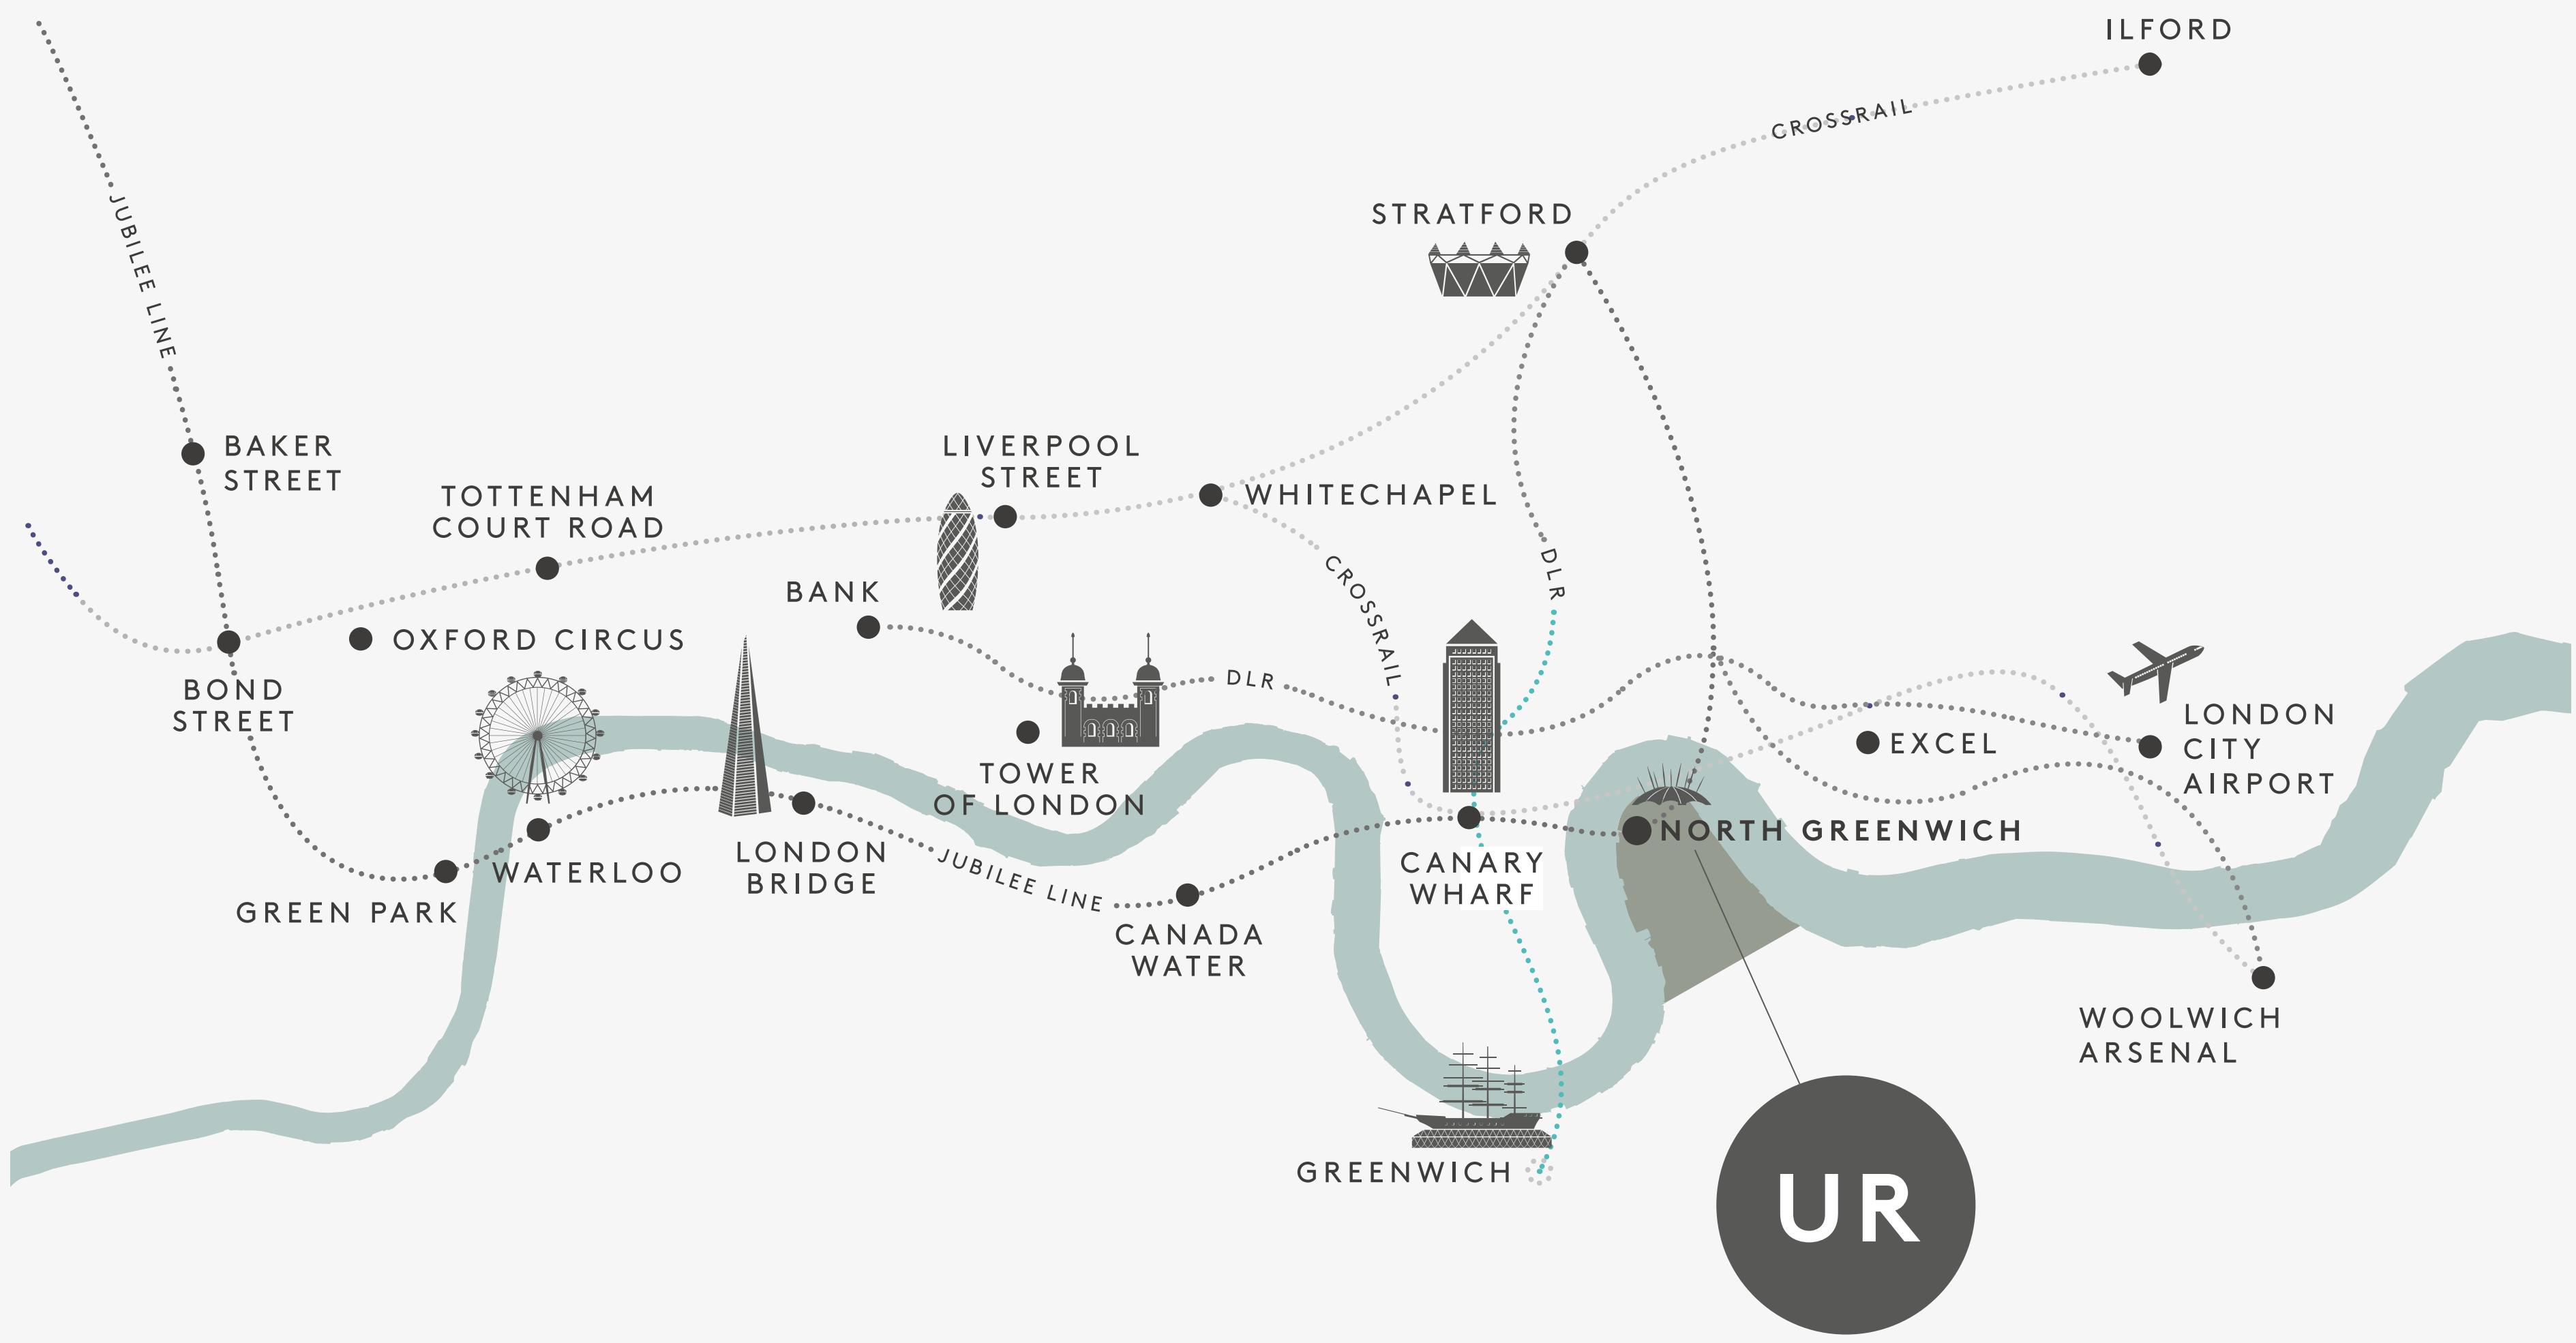 ILFORD
CROSSRAIL
STRATFORD
JUBILEE LINE
BAKER
STREET
LIVERPOOL
STREET
TOTTENHAM
COURT ROAD
WHITECHAPEL
CROSSRAIL
DLR
BANK
OXFORD CIRCUS
BOND
STREET
DLR
LONDON
CITY
AIRPORT
EXCEL
TOWER
OF LONDON
NORTH GREENWICH
CANARY
WHARF
LONDON
BRIDGE
WATERLOO
JUBILEE LINE
GREEN PARK
CANADA
WATER
WOOLWICH
ARSENAL
GREENWICH
UR